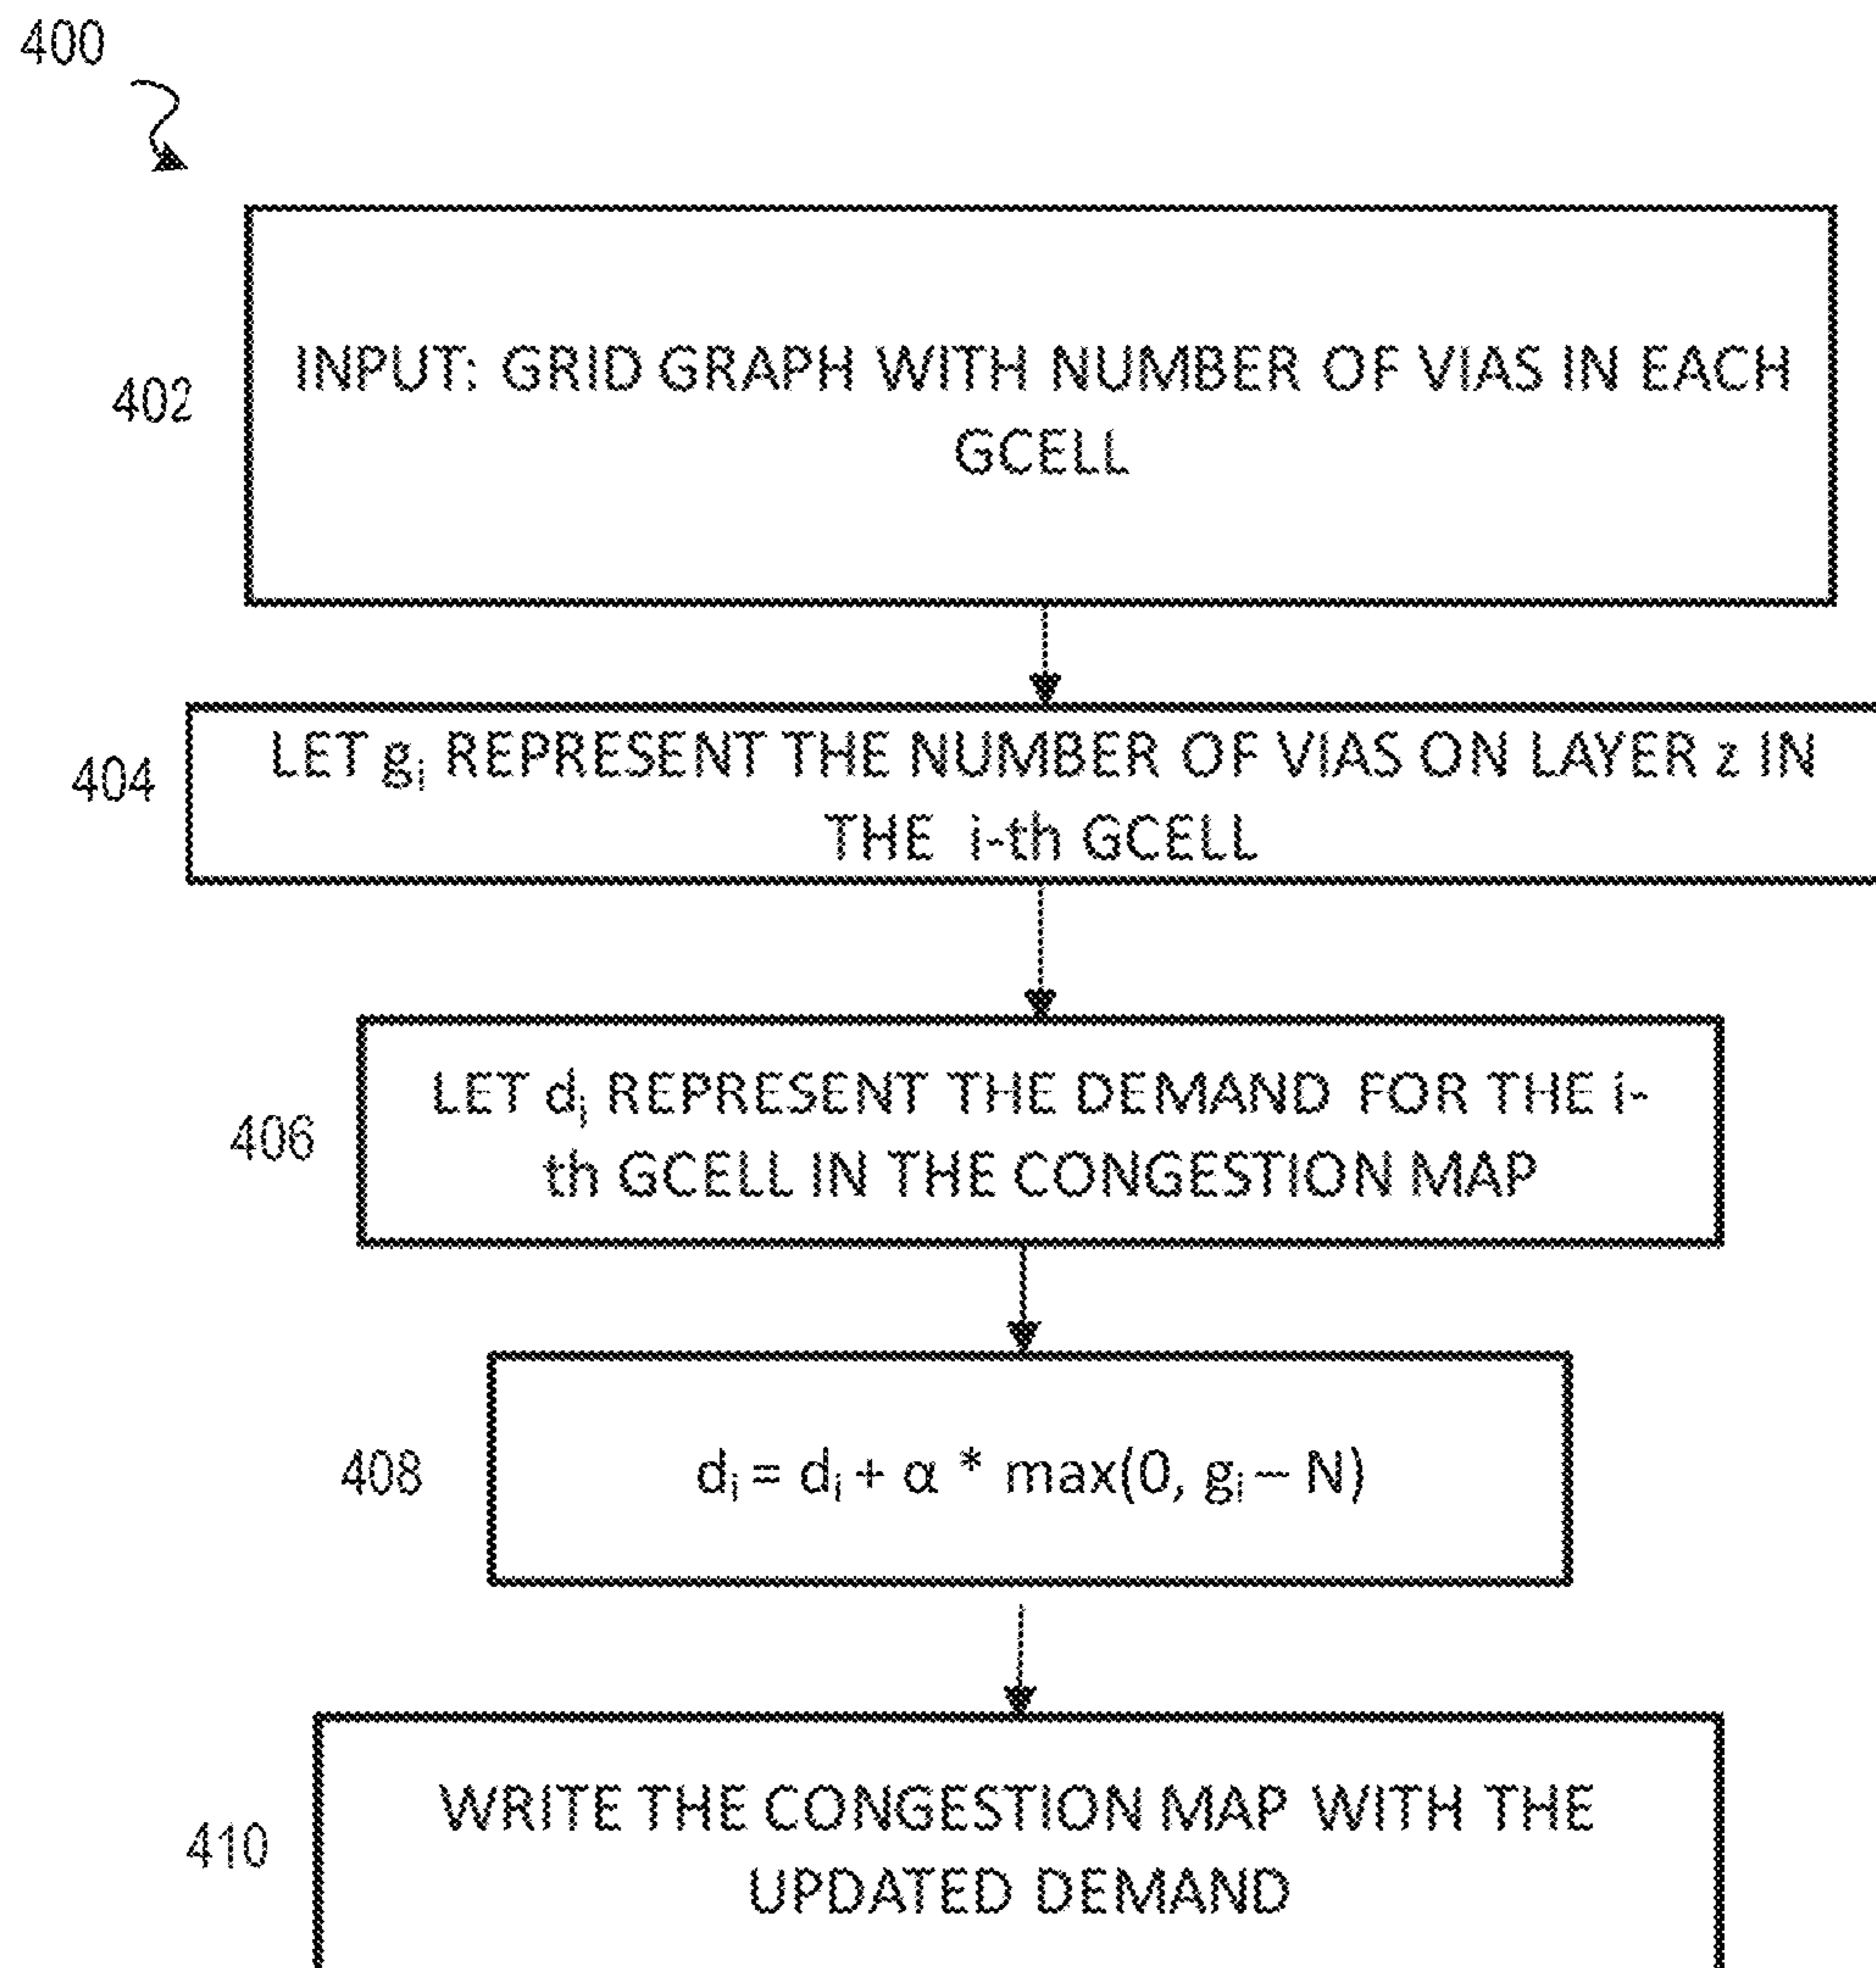 400
402
INPUT: GRID GRAPH WITH NUMBER OF VIAS IN EACH
GCELL
404
LET gᵢ REPRESENT THE NUMBER OF VIAS ON LAYER z IN
THE i-th GCELL
406
LET dᵢ REPRESENT THE DEMAND FOR THE i-
th GCELL IN THE CONGESTION MAP
408
dᵢ = dᵢ + α * max(0, gᵢ – N)
410
WRITE THE CONGESTION MAP WITH THE
UPDATED DEMAND